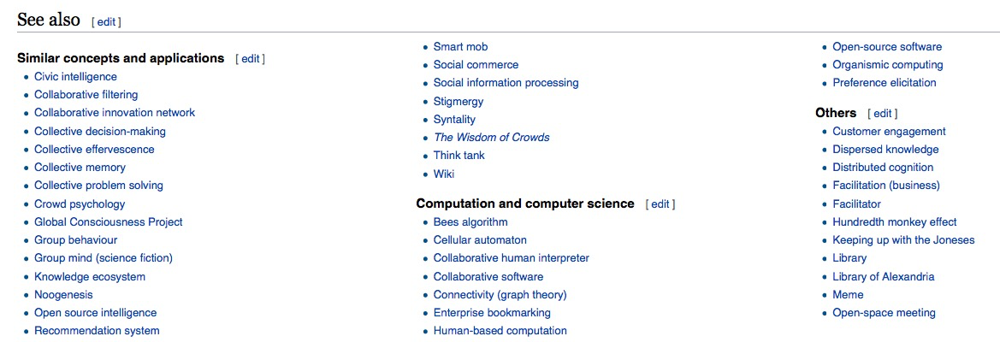 See also [ edit ]
Similar concepts and applications [ edit ]
Civic intelligence
Collaborative filtering
Collaborative innovation network
Collective decision-making
Collective effervescence
Collective memory
Collective problem solving
Crowd psychology
Global Consciousness Project
Group behaviour
Group mind (science fiction)
Knowledge ecosystem
Noogenesis
Open source intelligence
Recommendation system
Smart mob
Social commerce
Social information processing
Stigmergy
Syntality
The Wisdom of Crowds
Think tank
Wiki
Computation and computer science [ edit ]
Bees algorithm
Cellular automaton
Collaborative human interpreter
Collaborative software
Connectivity (graph theory)
Enterprise bookmarking
Human-based computation
Open-source software
Organismic computing
Preference elicitation
Others [ edit ]
Customer engagement
Dispersed knowledge
Distributed cognition
Facilitation (business)
Facilitator
Hundredth monkey effect
Keeping up with the Joneses
Library
Library of Alexandria
Meme
Open-space meeting